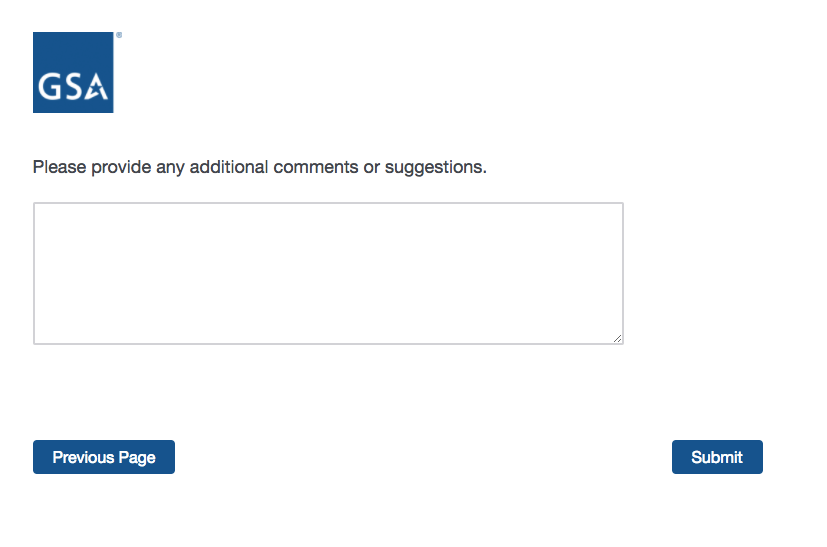 GSA
®
Please provide any additional comments or suggestions.
Previous Page
Submit